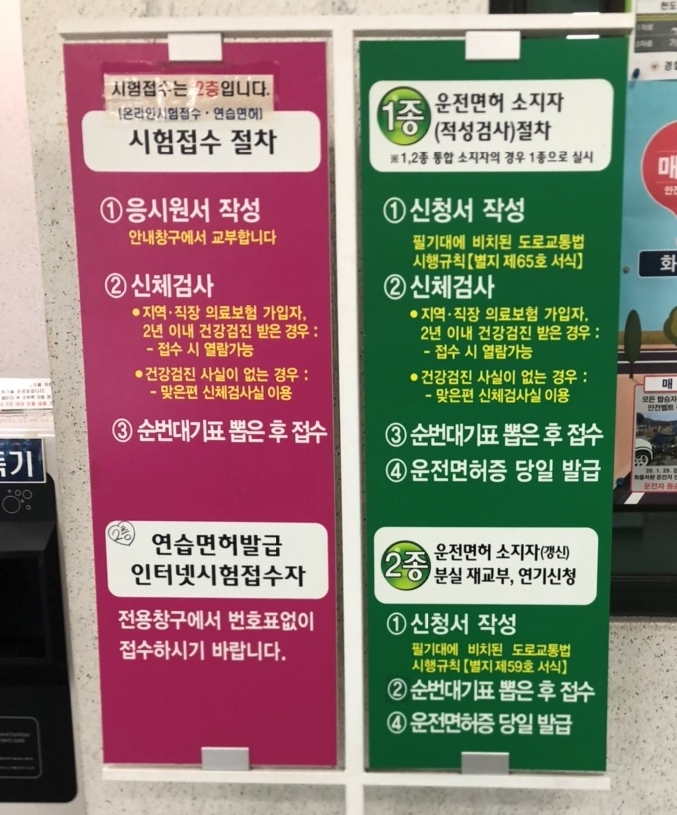 시험접수는 2층입니다.
[온라인시험접수·연습면허]
시험접수 절차
① 응시원서 작성
안내창구에서 교부합니다
② 신체검사
● 지역·직장 의료보험 가입자,
2년 이내 건강검진 받은 경우 :
- 접수 시 열람가능
● 건강검진 사실이 없는 경우 :
- 맞은편 신체검사실 이용
③ 순번대기표 뽑은 후 접수
2층
연습면허발급
인터넷시험접수자
전용창구에서 번호표없이
접수하시기 바랍니다.
1종 운전면허 소지자
(적성검사)절차
※1,2종 통합 소지자의 경우 1종으로 실시
① 신청서 작성
필기대에 비치된 도로교통법
시행규칙【별지 제65호 서식】
② 신체검사
● 지역·직장 의료보험 가입자,
2년 이내 건강검진 받은 경우 :
- 접수 시 열람가능
● 건강검진 사실이 없는 경우 :
- 맞은편 신체검사실 이용
③ 순번대기표 뽑은 후 접수
④ 운전면허증 당일 발급
2종 운전면허 소지자(갱신)
분실 재교부, 연기신청
① 신청서 작성
필기대에 비치된 도로교통법
시행규칙【별지 제59호 서식】
② 순번대기표 뽑은 후 접수
④ 운전면허증 당일 발급
매
화
매
모든 탑승자
안전벨트